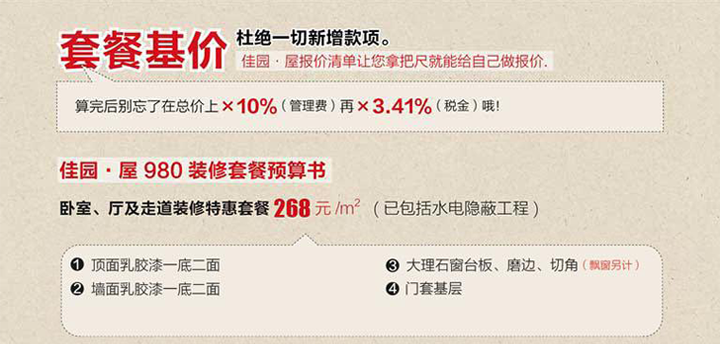 套餐基价 杜绝一切新增款项。
佳园·屋报价清单让您拿把尺就能给自己做报价.
算完后别忘了在总价上×10%（管理费）再×3.41%（税金）哦！
佳园·屋 980 装修套餐预算书
卧室、厅及走道装修特惠套餐 268 元/m²（已包括水电隐蔽工程）
❶ 顶面乳胶漆一底二面
❷ 墙面乳胶漆一底二面
❸ 大理石窗台板、磨边、切角（飘窗另计）
❹ 门套基层